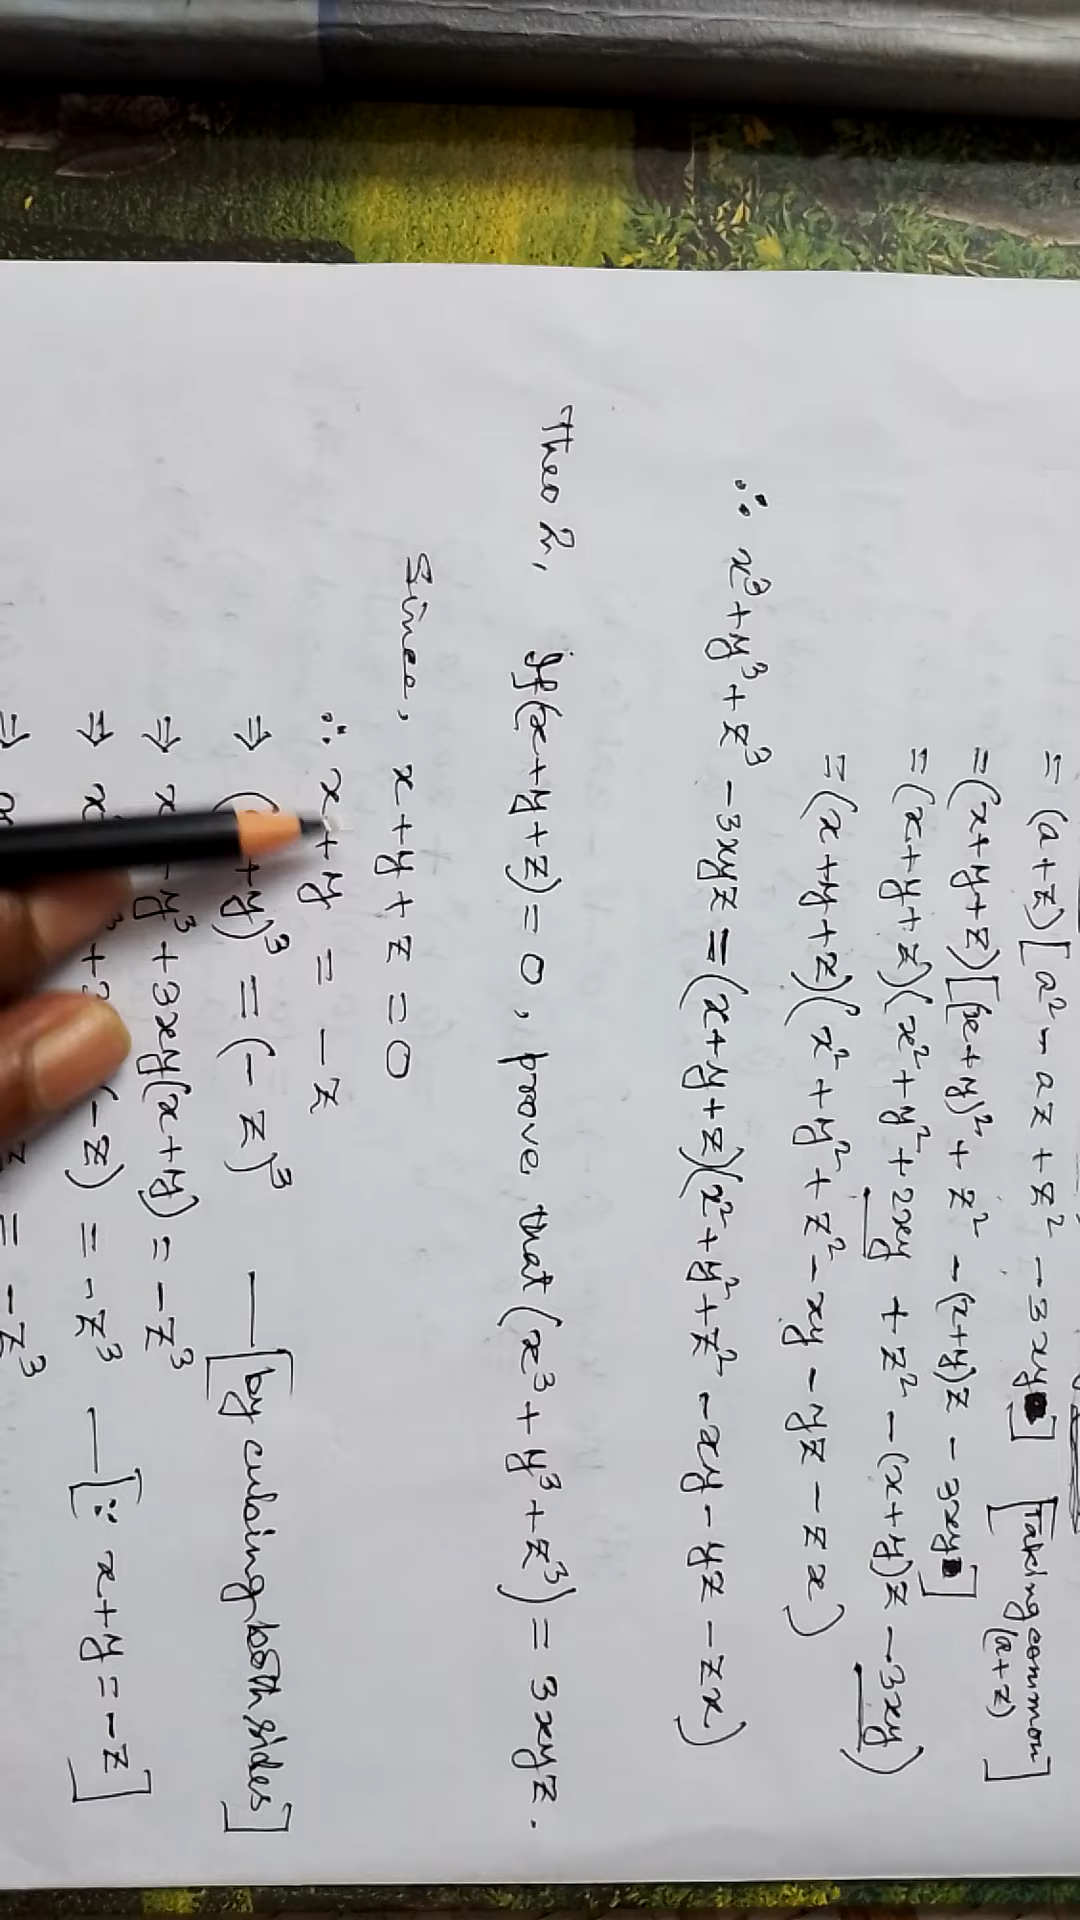 = (a+z)[a² - az + z² - 3xy] [Taking common (a+z)]
= (x+y+z)[(x+y)² + z² - (x+y)z - 3xy]
= (x+y+z)(x²+y²+2xy + z² - (x+y)z - 3xy)
= (x+y+z)(x²+y²+z²-xy-yz-zx)
∴ x³+y³+z³-3xyz = (x+y+z)(x²+y²+z²-xy-yz-zx)
Theo 2, If (x+y+z) = 0, prove that (x³+y³+z³) = 3xyz.
Since, x+y+z = 0
∴ x+y = -z
⇒ (+y)³ = (-z)³ — [by cubing both sides]
⇒ x y³+3xy(x+y) = -z³
⇒ x ³+ (-z) = -z³ — [∵ x+y = -z]
⇒ = -z³